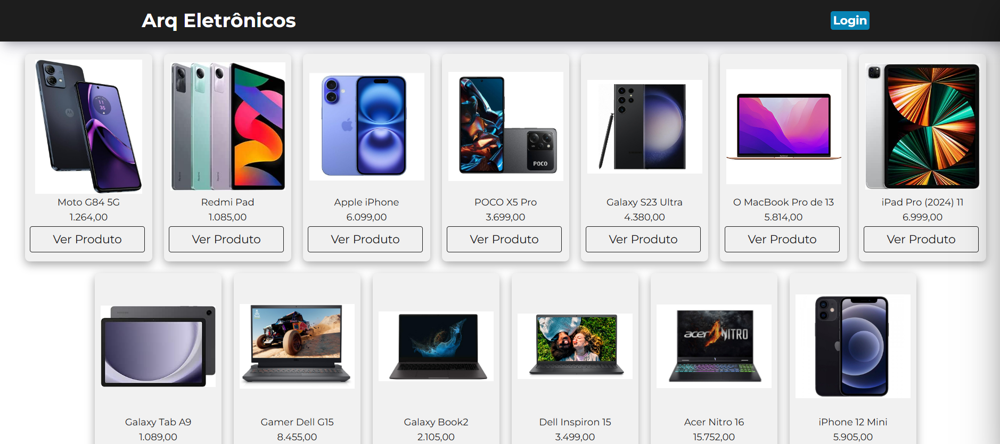 Arq Eletrônicos
Login
11
35
POCO
Moto G84 5G
1.264,00
Ver Produto
Redmi Pad
1.085,00
Ver Produto
Apple iPhone
6.099,00
Ver Produto
POCO X5 Pro
3.699,00
Ver Produto
Galaxy S23 Ultra
4.380,00
Ver Produto
O MacBook Pro de 13
5.814,00
Ver Produto
iPad Pro (2024) 11
6.999,00
Ver Produto
acer NITRO
Galaxy Tab A9
1.089,00
Gamer Dell G15
8.455,00
Galaxy Book2
2.105,00
Dell Inspiron 15
3.499,00
Acer Nitro 16
15.752,00
iPhone 12 Mini
5.905,00